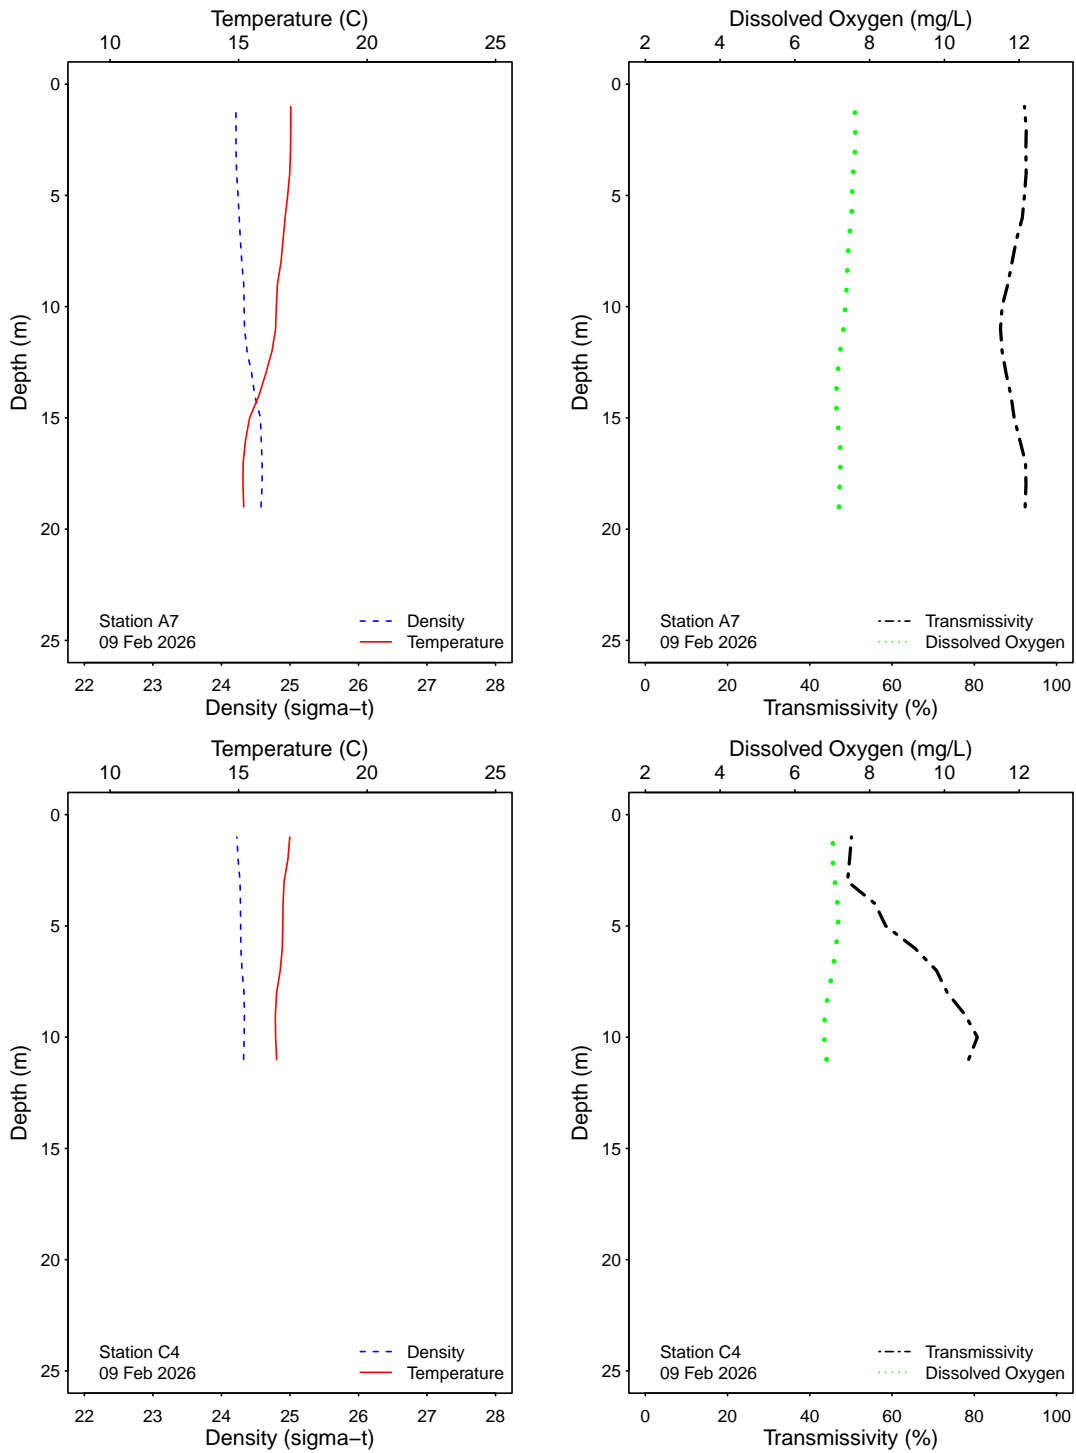 Temperature (C)
10 15 20 25
0
5
10
15
20
25
Depth (m)
Station A7
09 Feb 2026
Density
Temperature
22 23 24 25 26 27 28
Density (sigma−t)
Dissolved Oxygen (mg/L)
2 4 6 8 10 12
0
5
10
15
20
25
Depth (m)
Station A7
09 Feb 2026
Transmissivity
Dissolved Oxygen
0 20 40 60 80 100
Transmissivity (%)
Temperature (C)
10 15 20 25
0
5
10
15
20
25
Depth (m)
Station C4
09 Feb 2026
Density
Temperature
22 23 24 25 26 27 28
Density (sigma−t)
Dissolved Oxygen (mg/L)
2 4 6 8 10 12
0
5
10
15
20
25
Depth (m)
Station C4
09 Feb 2026
Transmissivity
Dissolved Oxygen
0 20 40 60 80 100
Transmissivity (%)